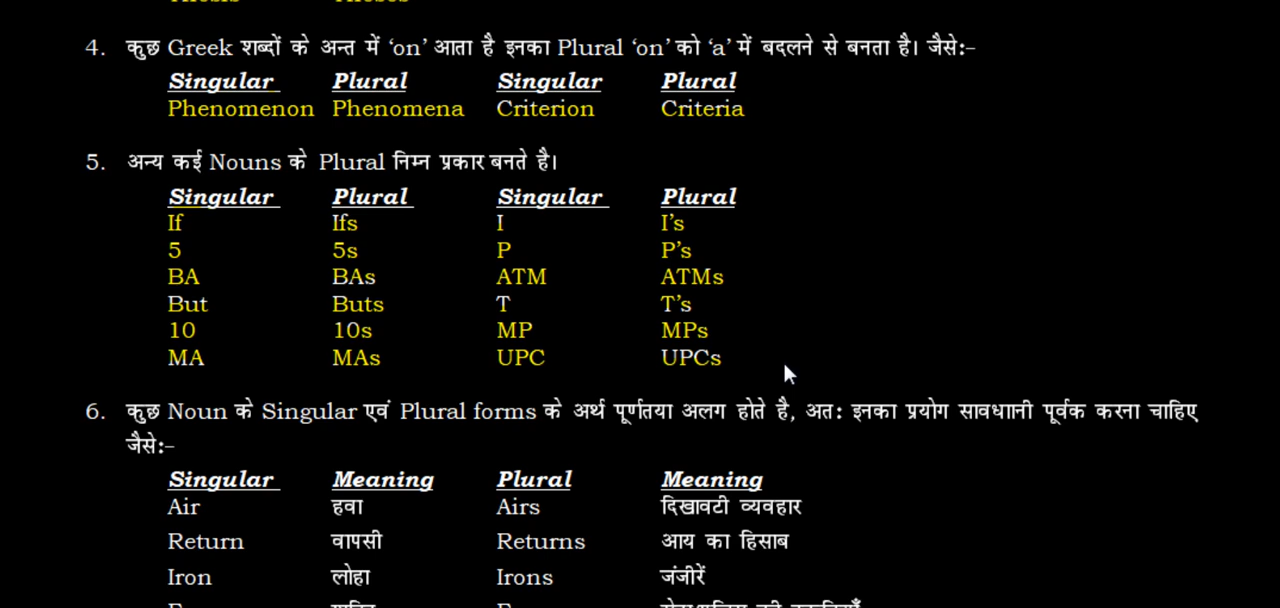 4. कुछ Greek शब्दों के अन्त में ‘on’ आता है इनका Plural ‘on’ को ‘a’ में बदलने से बनता है। जैसे:–
Singular Plural Singular Plural
Phenomenon Phenomena Criterion Criteria
5. अन्य कई Nouns के Plural निम्न प्रकार बनते है।
Singular Plural Singular Plural
If Ifs I I’s
5 5s P P’s
BA BAs ATM ATMs
But Buts T T’s
10 10s MP MPs
MA MAs UPC UPCs
6. कुछ Noun के Singular एवं Plural forms के अर्थ पूर्णतया अलग होते है, अत: इनका प्रयोग सावधाानी पूर्वक करना चाहिए
जैसे:–
Singular Meaning Plural Meaning
Air हवा Airs दिखावटी व्यवहार
Return वापसी Returns आय का हिसाब
Iron लोहा Irons जंजीरें